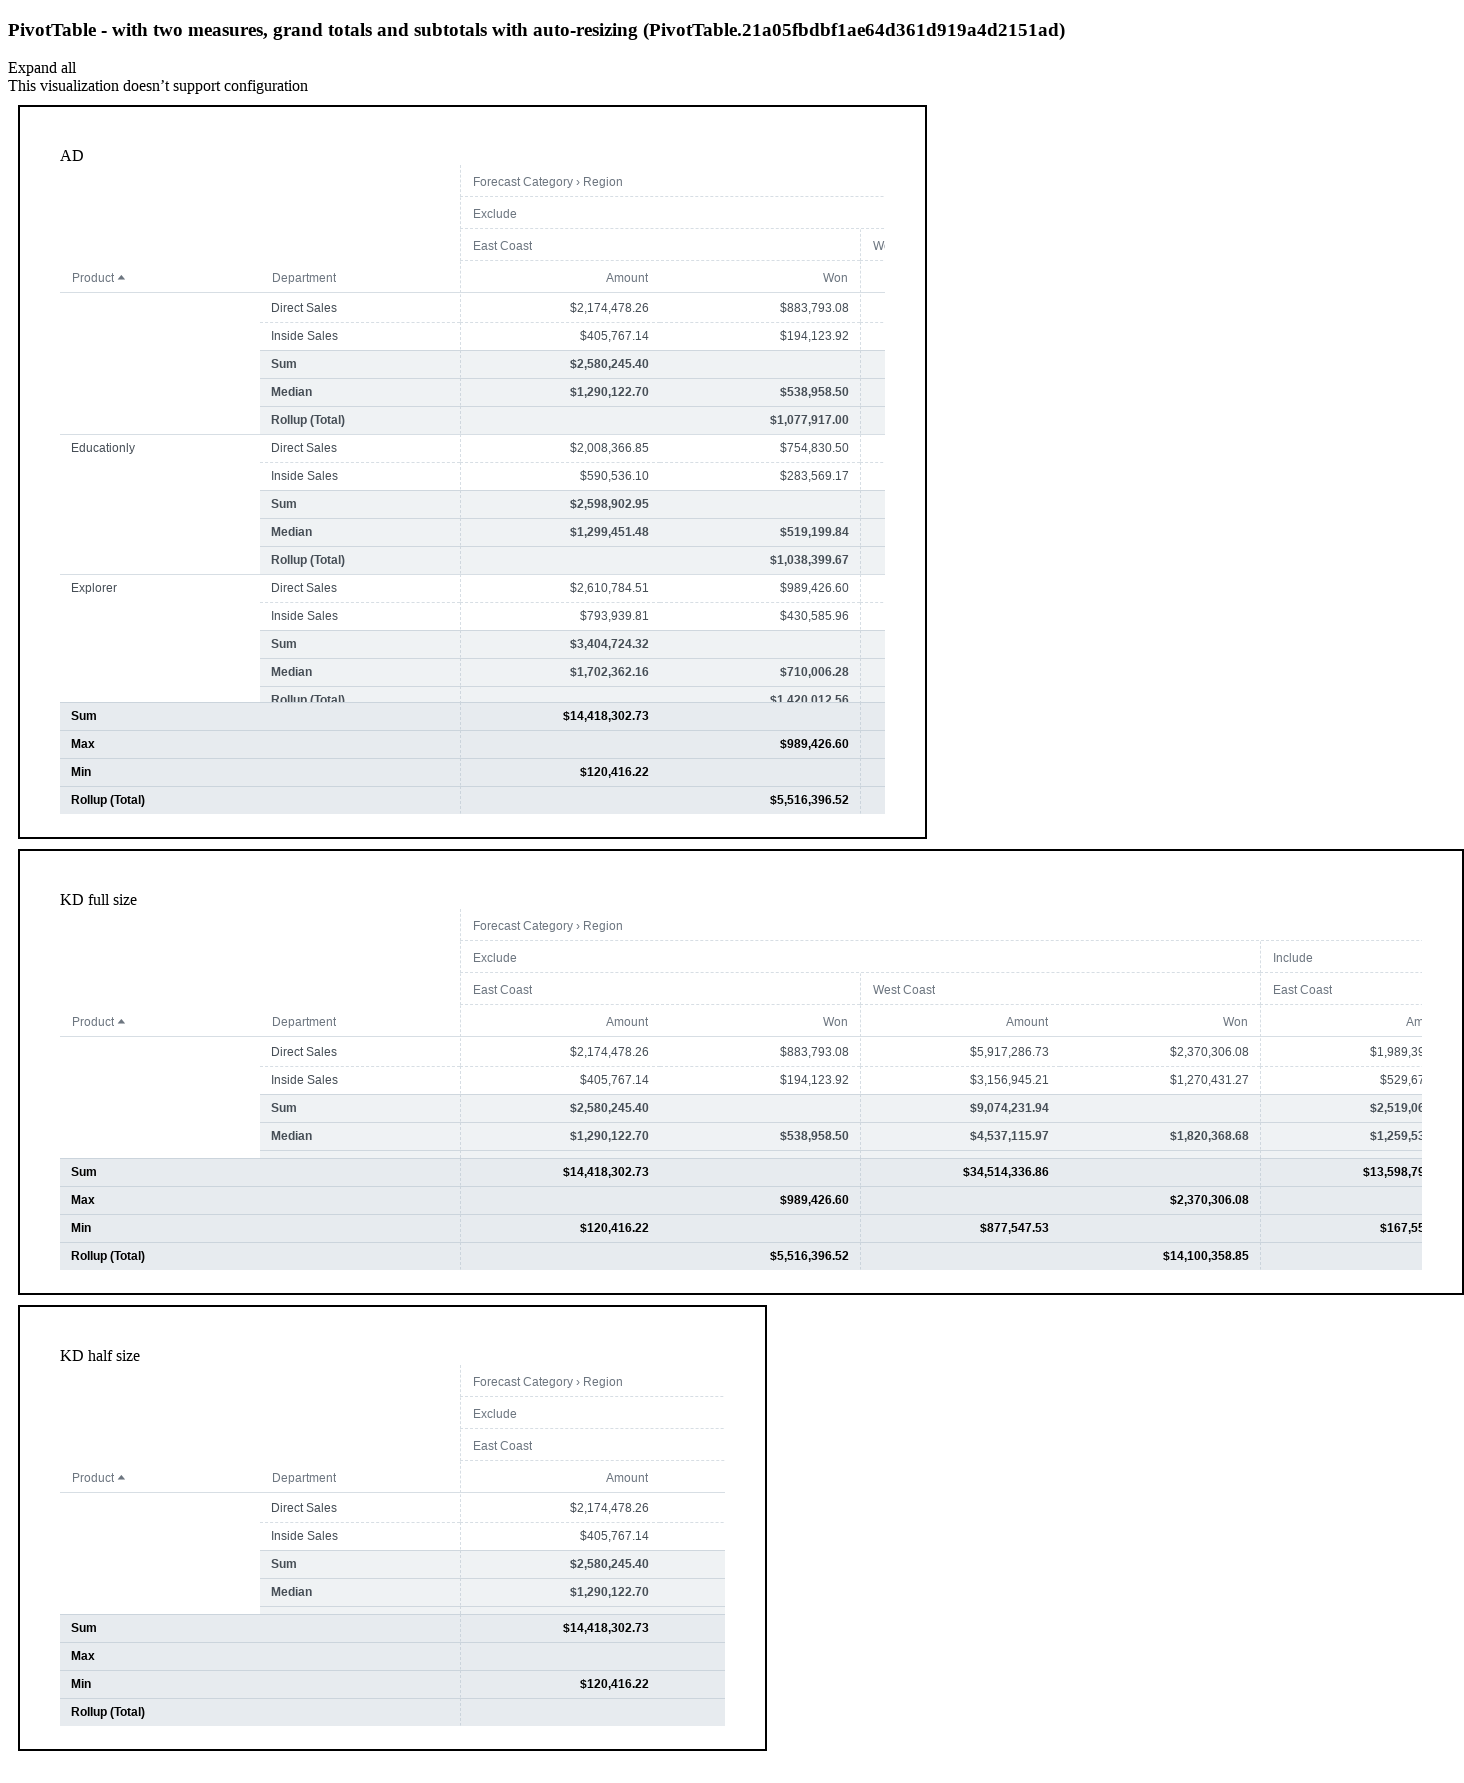 PivotTable - with two measures, grand totals and subtotals with auto-resizing (PivotTable.21a05fbdbf1ae64d361d919a4d2151ad)
Expand all
This visualization doesn’t support configuration
AD
Forecast Category › Region
Exclude
East Coast
Product Department Amount Won
Direct Sales $2,174,478.26 $883,793.08
Inside Sales $405,767.14 $194,123.92
Sum $2,580,245.40
Median $1,290,122.70 $538,958.50
Rollup (Total) $1,077,917.00
Educationly Direct Sales $2,008,366.85 $754,830.50
Inside Sales $590,536.10 $283,569.17
Sum $2,598,902.95
Median $1,299,451.48 $519,199.84
Rollup (Total) $1,038,399.67
Explorer Direct Sales $2,610,784.51 $989,426.60
Inside Sales $793,939.81 $430,585.96
Sum $3,404,724.32
Median $1,702,362.16 $710,006.28
Rollup (Total) $1,420,012.56
Sum $14,418,302.73
Max $989,426.60
Min $120,416.22
Rollup (Total) $5,516,396.52
KD full size
Forecast Category › Region
Exclude Include
East Coast West Coast East Coast
Product Department Amount Won Amount Won Am
Direct Sales $2,174,478.26 $883,793.08 $5,917,286.73 $2,370,306.08 $1,989,39
Inside Sales $405,767.14 $194,123.92 $3,156,945.21 $1,270,431.27 $529,67
Sum $2,580,245.40 $9,074,231.94 $2,519,06
Median $1,290,122.70 $538,958.50 $4,537,115.97 $1,820,368.68 $1,259,53
Sum $14,418,302.73 $34,514,336.86 $13,598,79
Max $989,426.60 $2,370,306.08
Min $120,416.22 $877,547.53 $167,55
Rollup (Total) $5,516,396.52 $14,100,358.85
KD half size
Forecast Category › Region
Exclude
East Coast
Product Department Amount
Direct Sales $2,174,478.26
Inside Sales $405,767.14
Sum $2,580,245.40
Median $1,290,122.70
Sum $14,418,302.73
Max
Min $120,416.22
Rollup (Total)